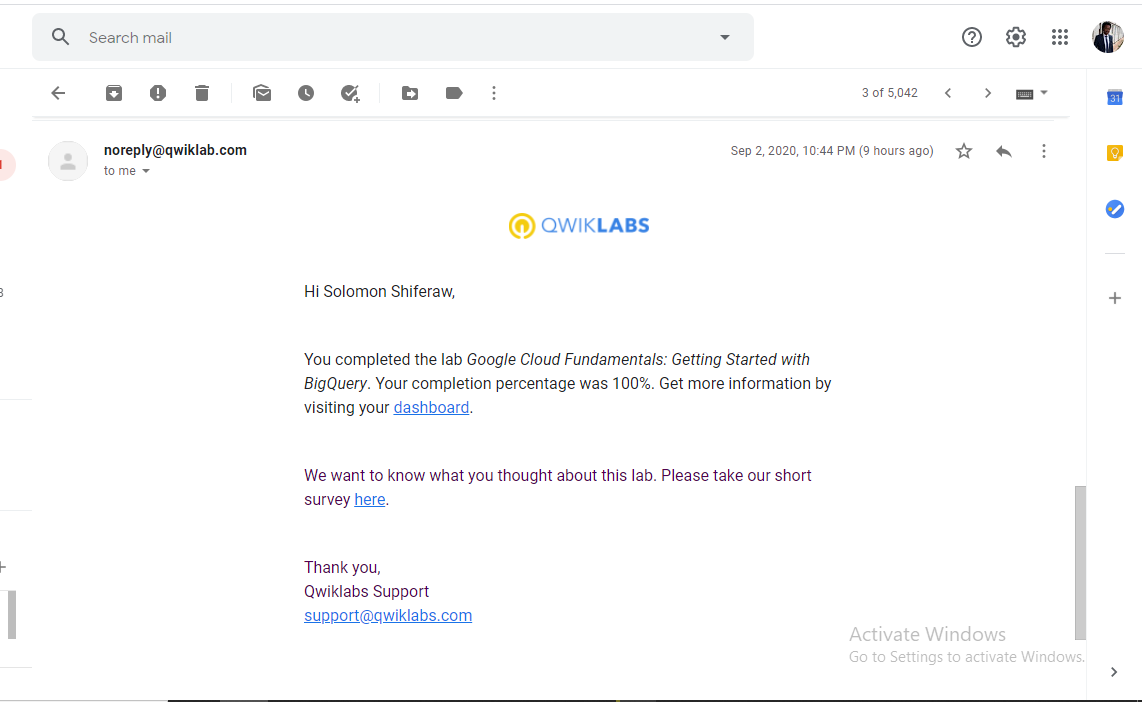 Search mail
3 of 5,042
31
noreply@qwiklab.com
Sep 2, 2020, 10:44 PM (9 hours ago)
to me
QWIKLABS
Hi Solomon Shiferaw,
You completed the lab Google Cloud Fundamentals: Getting Started with
BigQuery. Your completion percentage was 100%. Get more information by
visiting your dashboard.
We want to know what you thought about this lab. Please take our short
survey here.
Thank you,
Qwiklabs Support
support@qwiklabs.com
Activate Windows
Go to Settings to activate Windows.